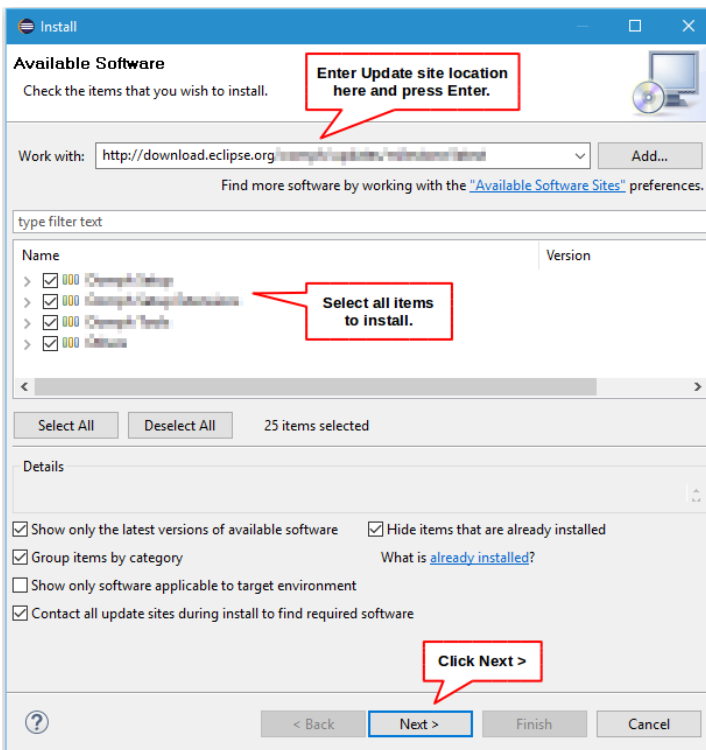 Install
Available Software
Check the items that you wish to install.
Enter Update site location
here and press Enter.
Work with:
http://download.eclipse.org
Add...
Find more software by working with the "Available Software Sites" preferences.
type filter text
Name
Version
Select all items
to install.
Select All
Deselect All
25 items selected
Details
Show only the latest versions of available software
Hide items that are already installed
Group items by category
What is already installed?
Show only software applicable to target environment
Contact all update sites during install to find required software
Click Next >
?
< Back
Next >
Finish
Cancel